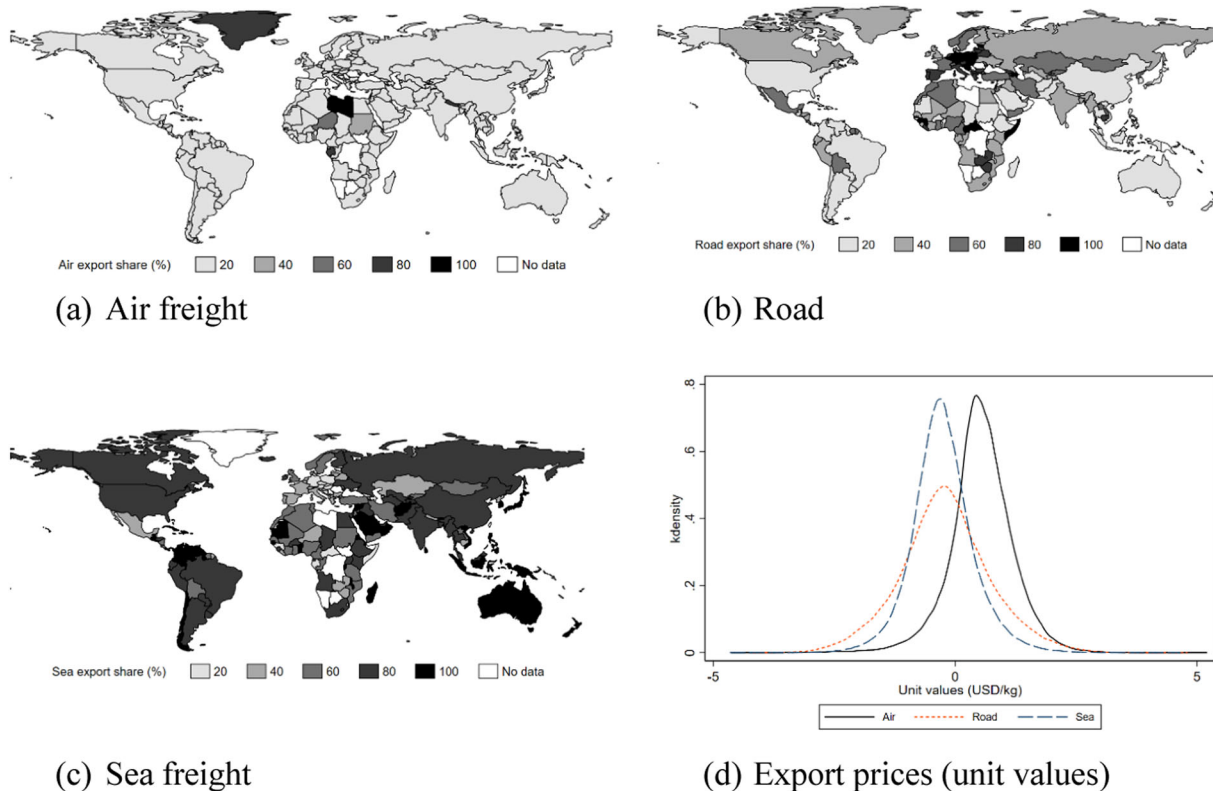 Air export share (%) 20 40 60 80 100 No data
(a) Air freight
Road export share (%) 20 40 60 80 100 No data
(b) Road
Sea export share (%) 20 40 60 80 100 No data
(c) Sea freight
.8
.6
.4
.2
0
kdensity
-5 0 5
Unit values (USD/kg)
Air Road Sea
(d) Export prices (unit values)